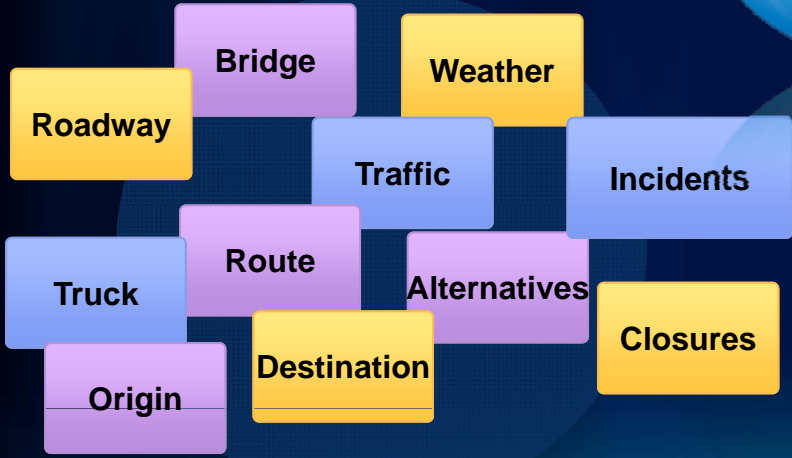 Bridge
Weather
Roadway
Traffic
Incidents
Route
Alternatives
Truck
Closures
Destination
Origin